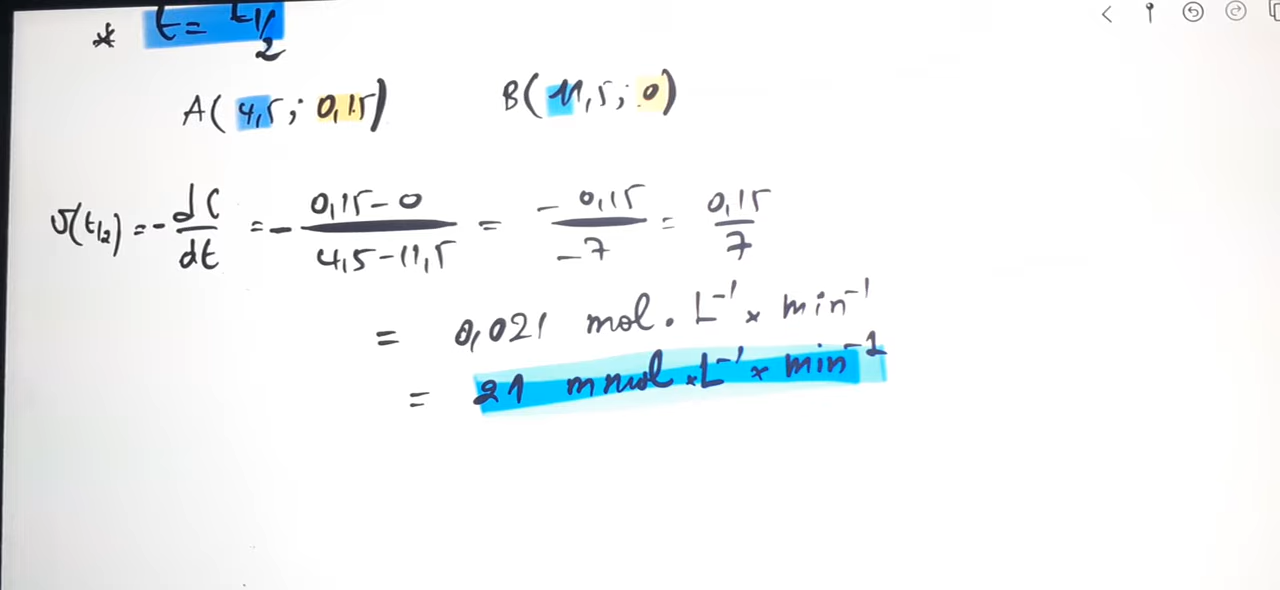 * t = t1/2
A( 4,5 ; 0,15) B( 11,5 ; 0)
v(t1/2) = - dC/dt = - (0,15 - 0)/(4,5 - 11,5) = - 0,15/-7 = 0,15/7
= 0,021 mol . L⁻¹ × min⁻¹
= 21 mmol × L⁻¹ × min⁻¹